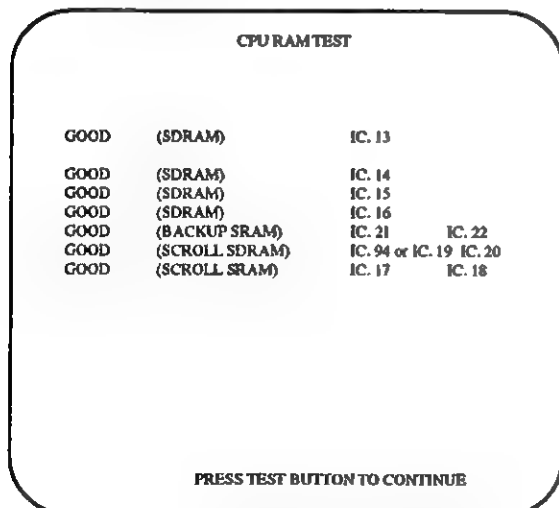 CPU RAM TEST
GOOD (SDRAM) IC. 13
GOOD (SDRAM) IC. 14
GOOD (SDRAM) IC. 15
GOOD (SDRAM) IC. 16
GOOD (BACKUP SRAM) IC. 21 IC. 22
GOOD (SCROLL SDRAM) IC. 94 or IC. 19 IC. 20
GOOD (SCROLL SRAM) IC. 17 IC. 18
PRESS TEST BUTTON TO CONTINUE